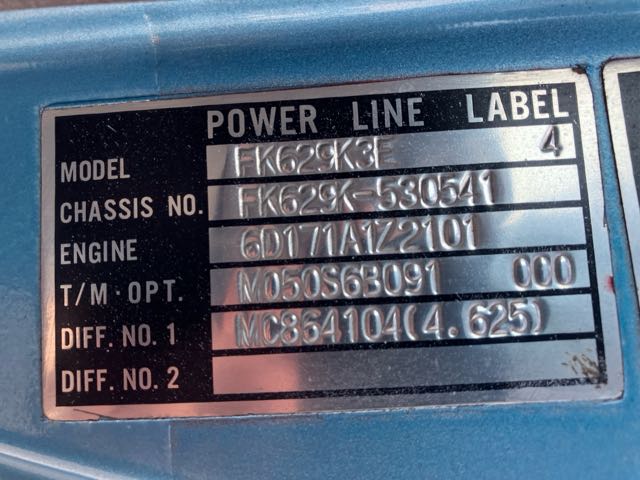 POWER LINE LABEL
MODEL FK629K3E 4
CHASSIS NO. FK629K-530541
ENGINE 6D171A1Z2101
T/M·OPT. M050S6B091 000
DIFF. NO. 1 MC864104(4.625)
DIFF. NO. 2